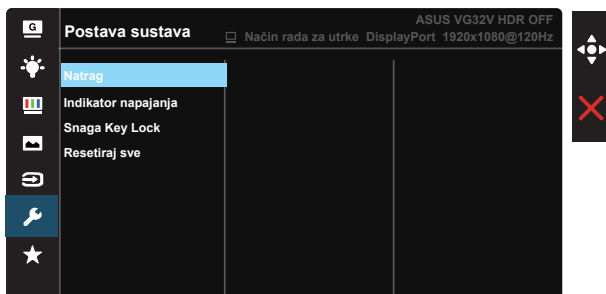 G
Postava sustava
ASUS VG32V HDR OFF
Način rada za utrke DisplayPort 1920x1080@120Hz
Natrag
Indikator napajanja
Snaga Key Lock
Resetiraj sve